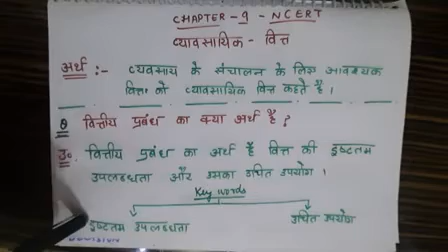 CHAPTER - 9 - NCERT
व्यावसायिक - वित्त
अर्थ :- व्यवसाय के संचालन के लिए आवश्यक
वित्त को व्यावसायिक वित्त कहते है ।
Q वित्तीय प्रबंध का क्या अर्थ है ?
उ० वित्तीय प्रबंध का अर्थ है वित्त की इष्टतम
उपलब्धता और उसका उचित उपयोग ।
Key words
इष्टतम उपलब्धता उचित उपयोग